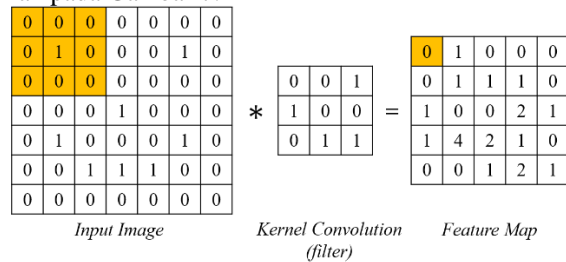 0 0 0 0 0 0 0
0 1 0 0 0 1 0 0 1 0 0 0
0 0 0 0 0 0 0 0 0 1 0 1 1 1 0
0 0 0 1 0 0 0 * 1 0 0 = 1 0 0 2 1
0 1 0 0 0 1 0 0 1 1 1 4 2 1 0
0 0 1 1 1 0 0 0 0 1 2 1
0 0 0 0 0 0 0
Input Image Kernel Convolution Feature Map
(filter)